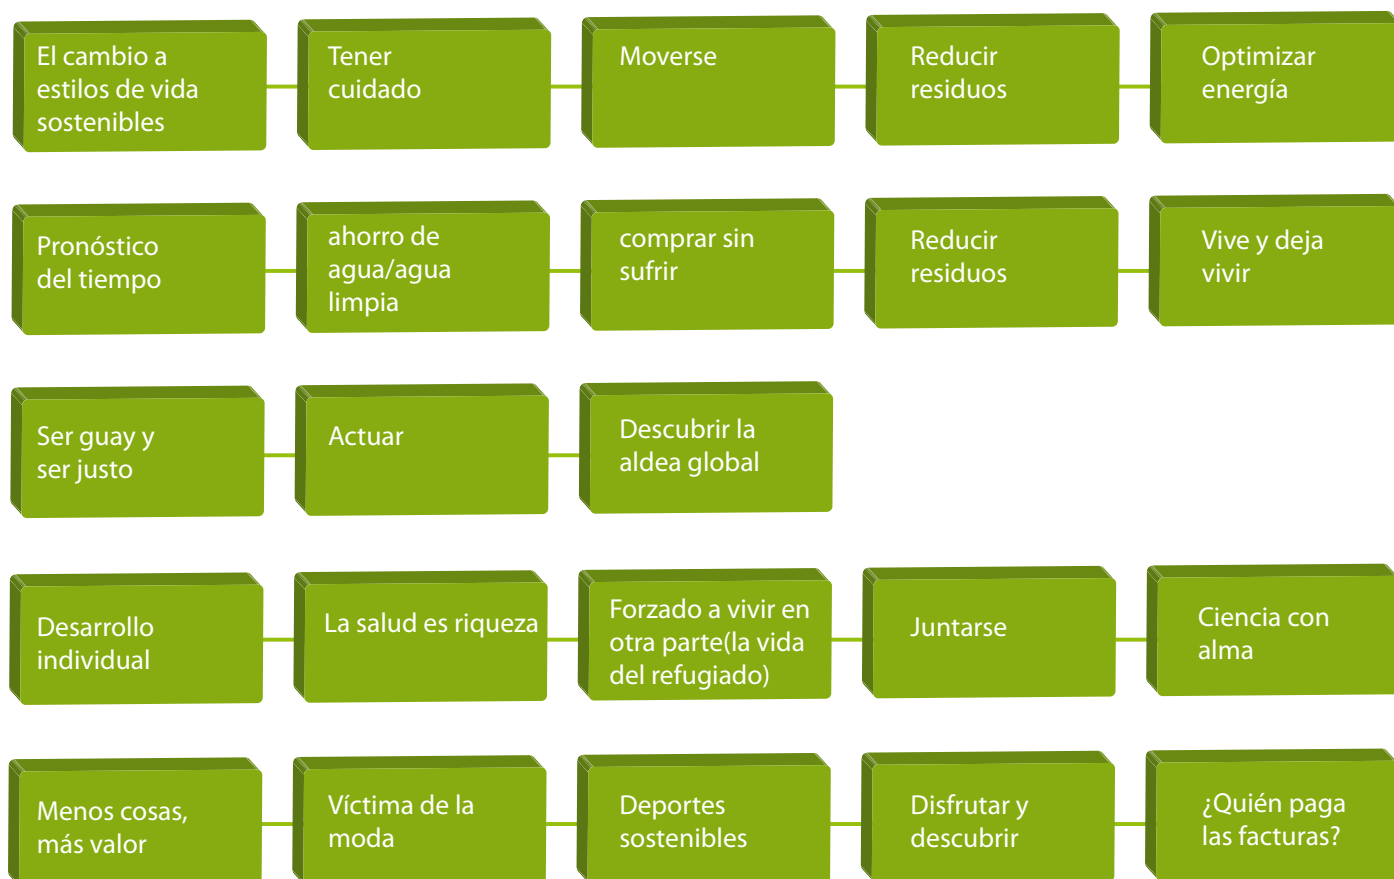 El cambio a
estilos de vida
sostenibles
Tener
cuidado
Moverse
Reducir
residuos
Optimizar
energía
Pronóstico
del tiempo
ahorro de
agua/agua
limpia
comprar sin
sufrir
Reducir
residuos
Vive y deja
vivir
Ser guay y
ser justo
Actuar
Descubrir la
aldea global
Desarrollo
individual
La salud es riqueza
Forzado a vivir en
otra parte(la vida
del refugiado)
Juntarse
Ciencia con
alma
Menos cosas,
más valor
Víctima de la
moda
Deportes
sostenibles
Disfrutar y
descubrir
¿Quién paga
las facturas?